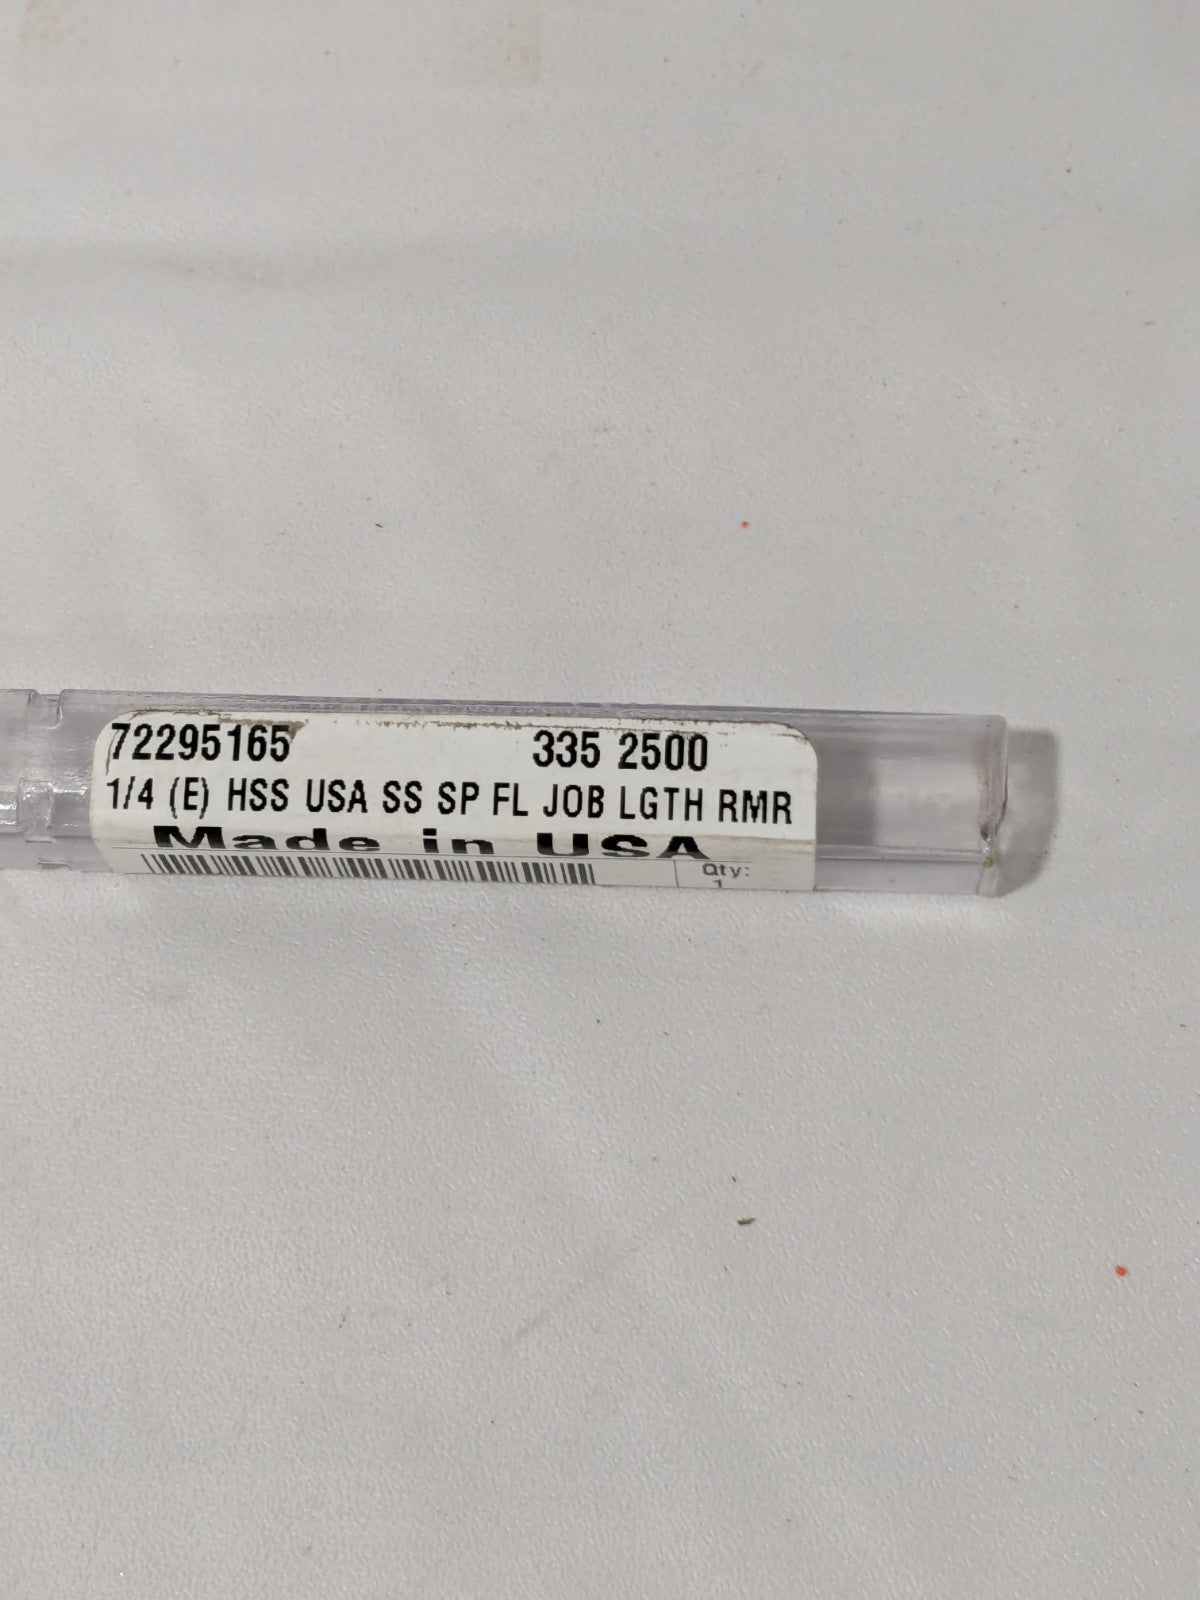 72295165 335 2500
1/4 (E) HSS USA SS SP FL JOB LGTH RMR
Made in USA
Qty:
1